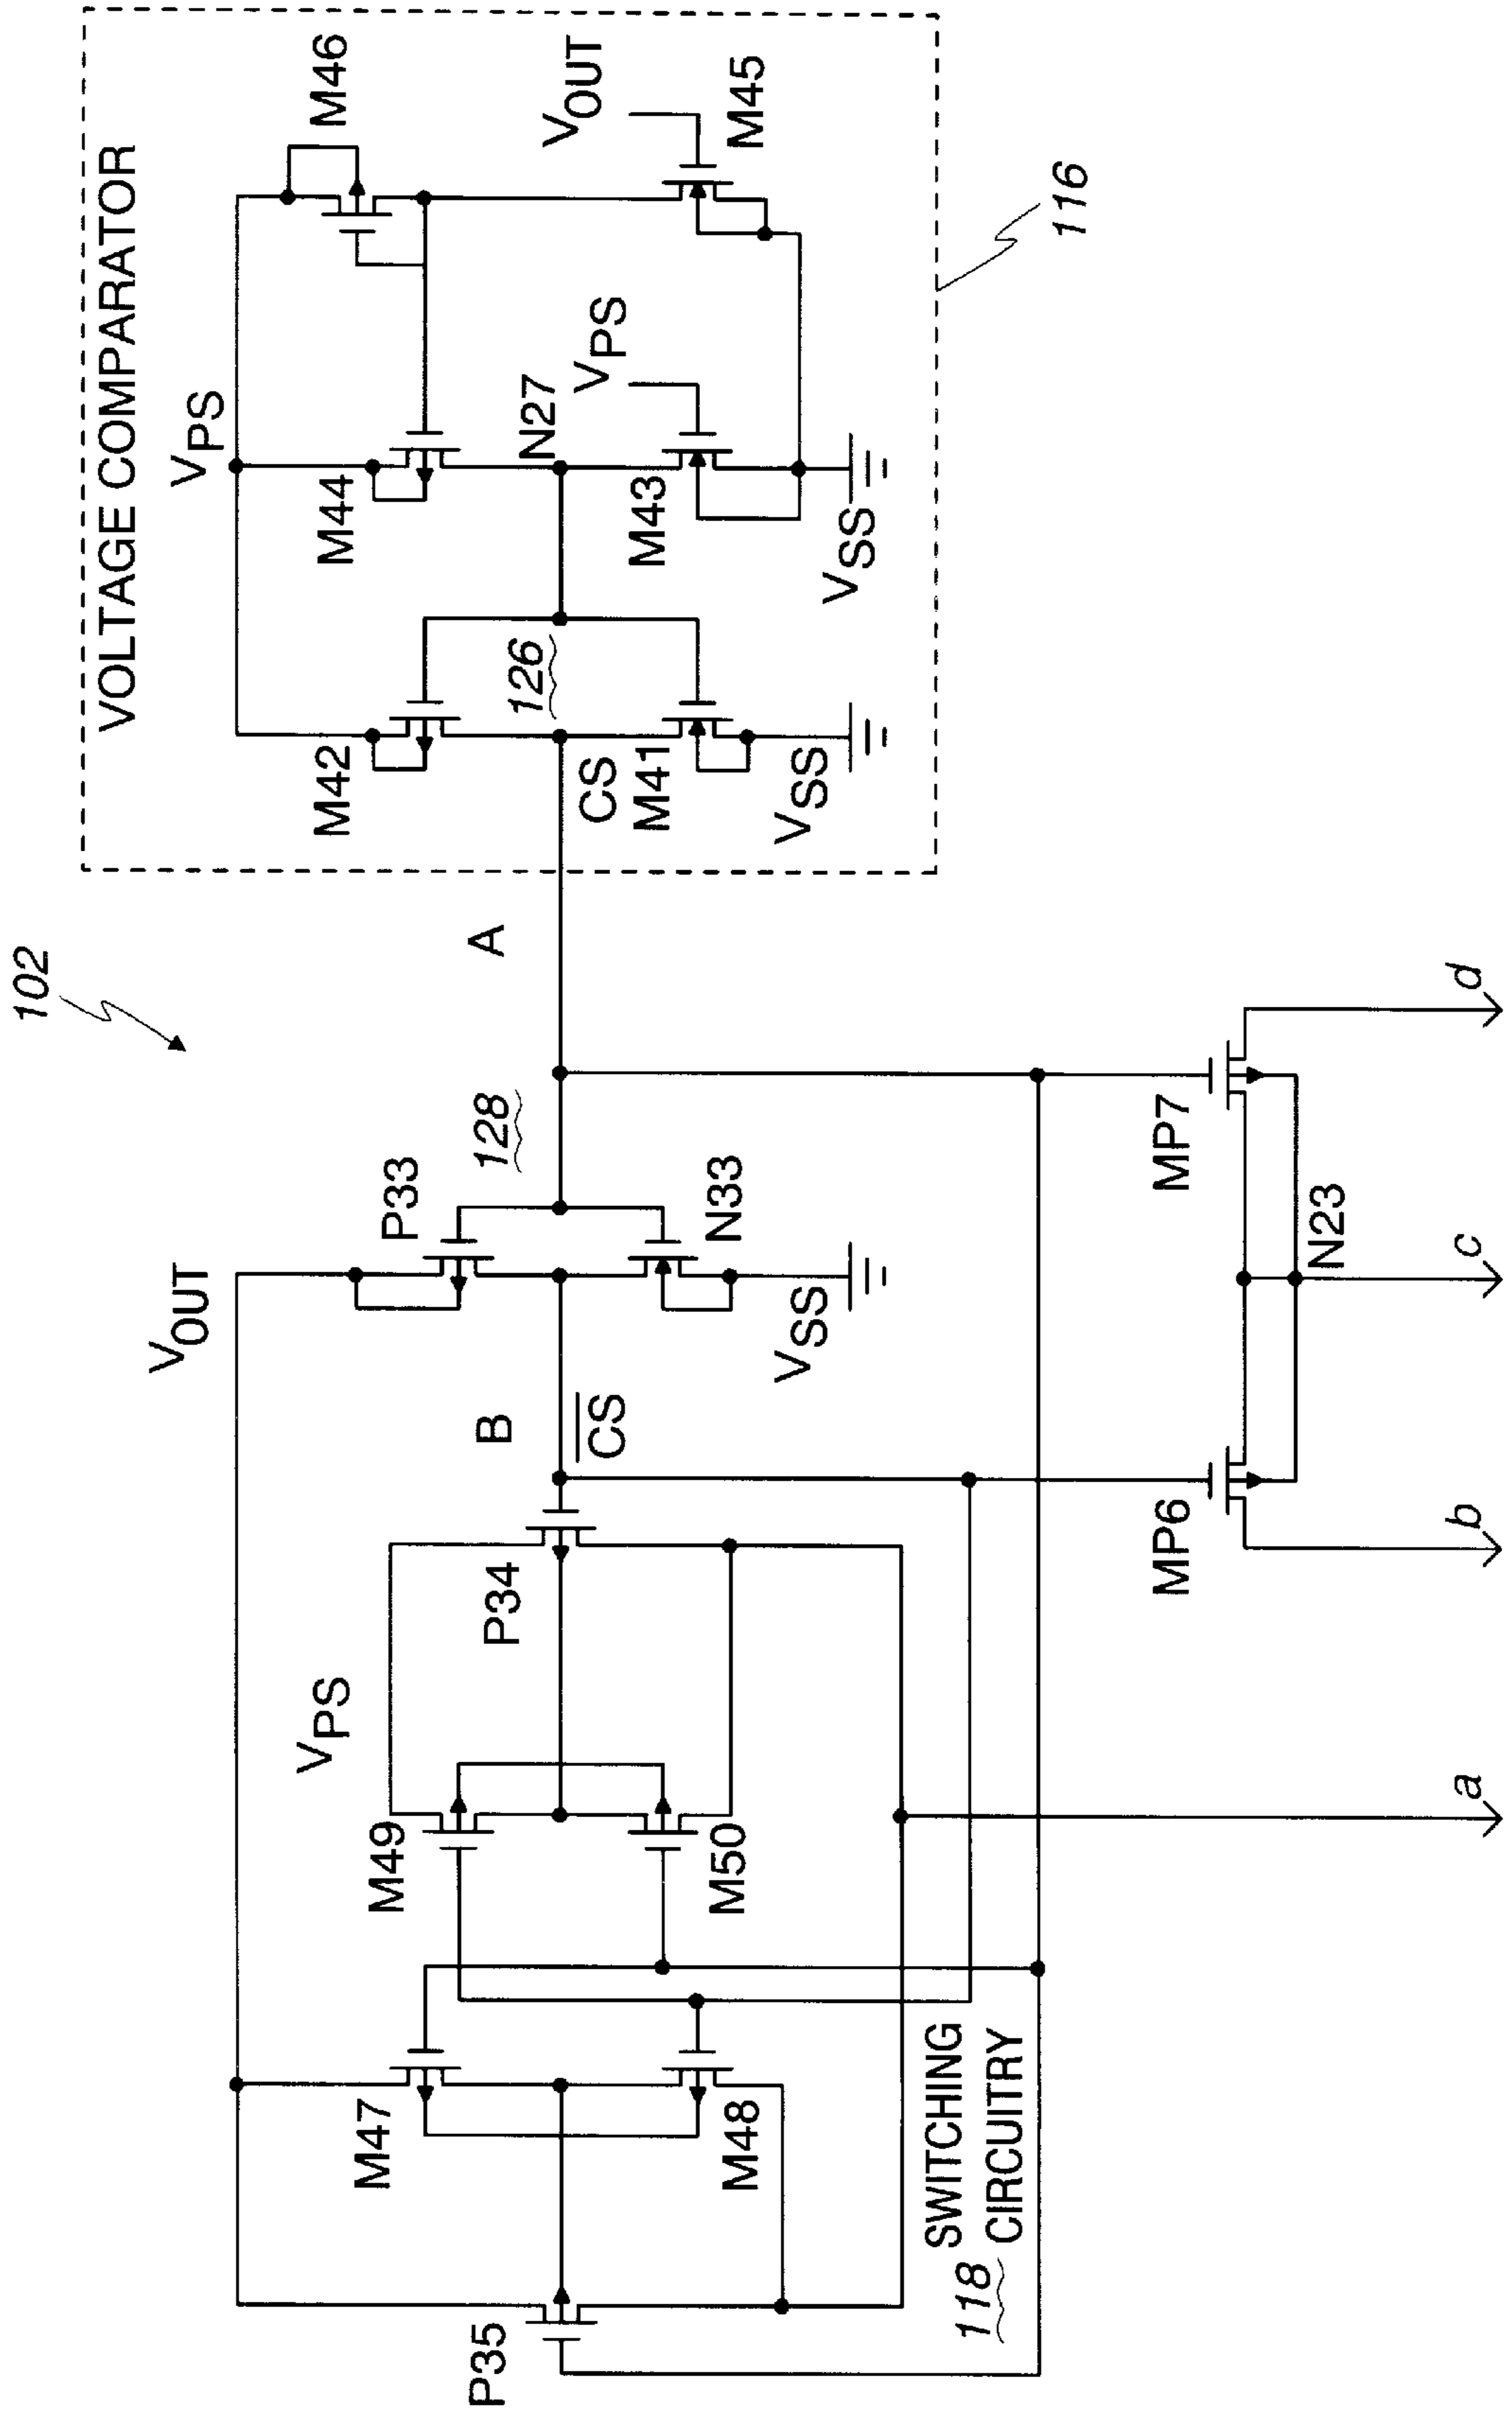 102
VOLTAGE COMPARATOR
VPS
M46
M44
M42
N27
VPS
VOUT
M45
M43
126
CS
M41
VSS
VSS
116
A
128
VOUT
P33
N33
VSS
B
CS
P34
VPS
M49
M50
M47
M48
P35
SWITCHING
CIRCUITRY
118
MP7
MP6
N23
a
b
c
d